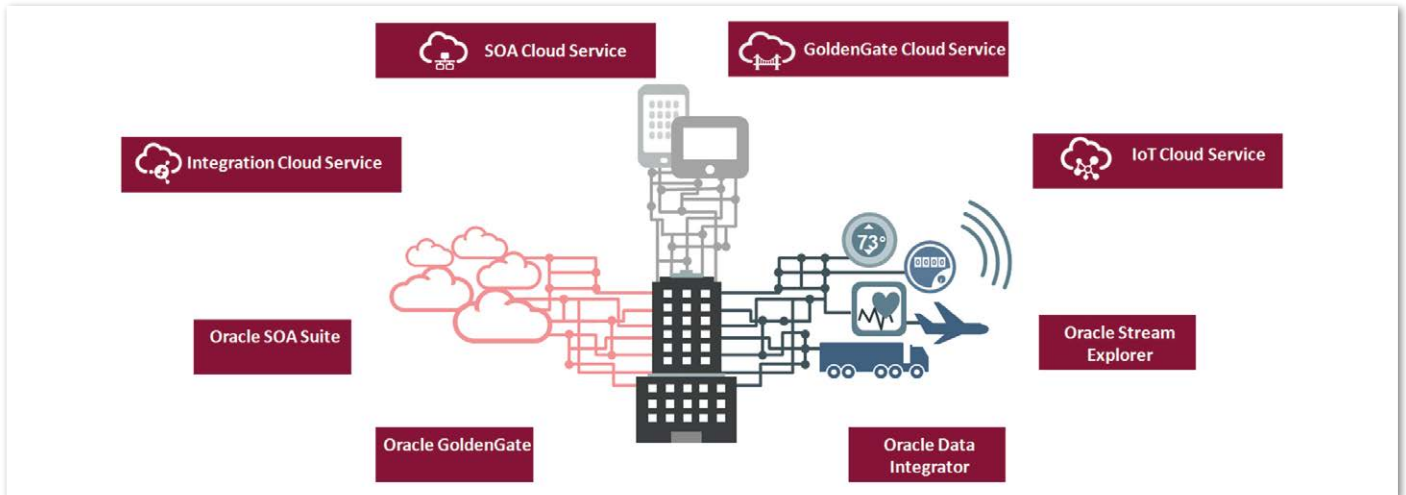 SOA Cloud Service
GoldenGate Cloud Service
Integration Cloud Service
IoT Cloud Service
73°
0000
Oracle SOA Suite
Oracle Stream
Explorer
Oracle GoldenGate
Oracle Data
Integrator